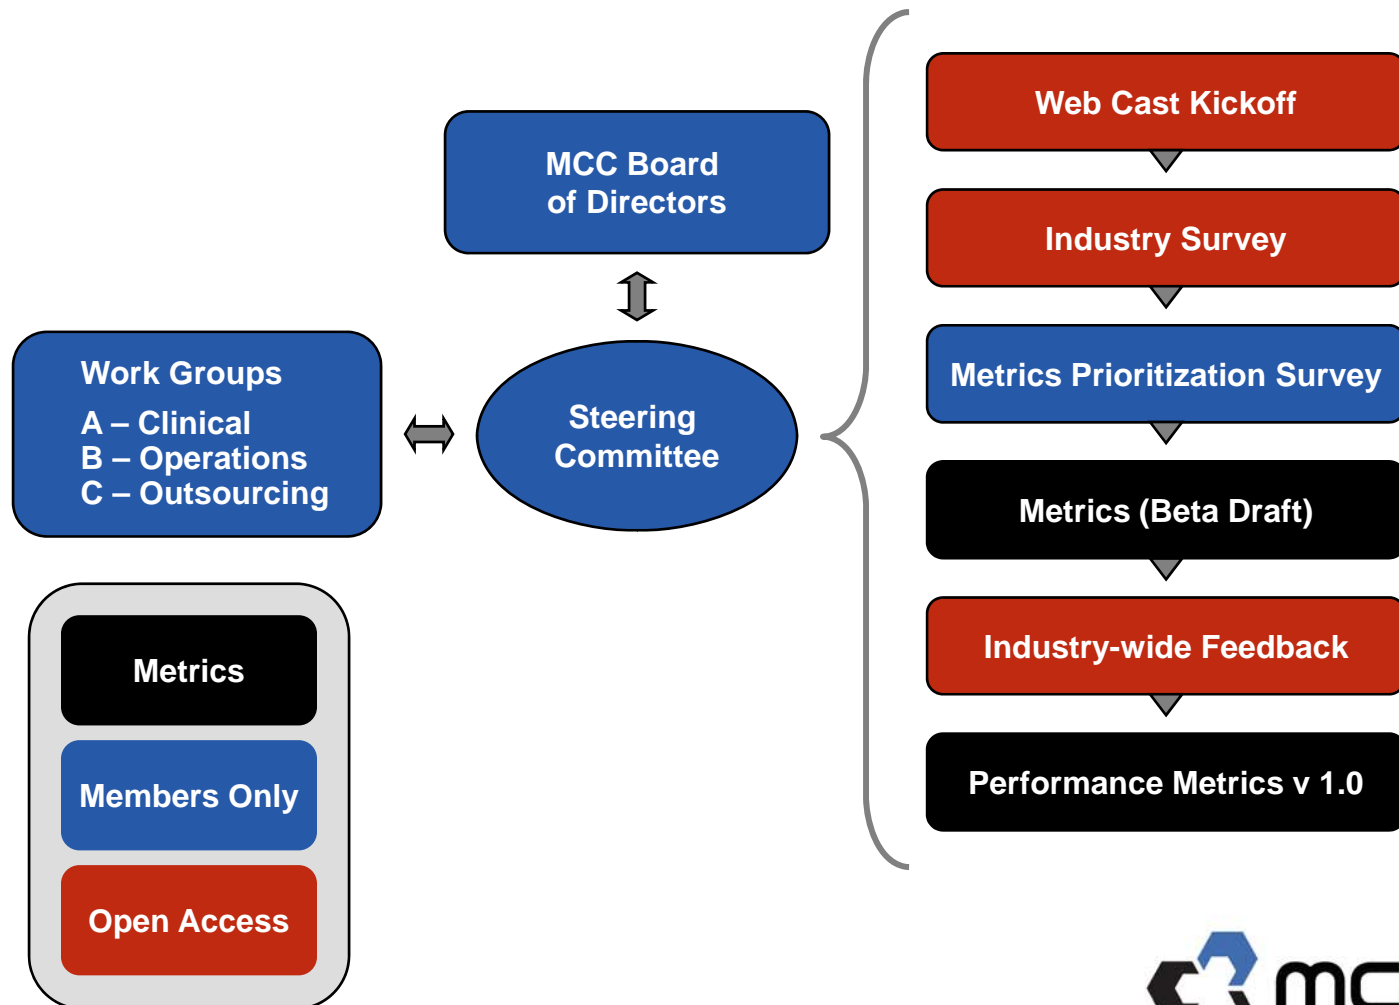 MCC Board
of Directors
Work Groups
A – Clinical
B – Operations
C – Outsourcing
Steering
Committee
Web Cast Kickoff
Industry Survey
Metrics Prioritization Survey
Metrics (Beta Draft)
Industry-wide Feedback
Performance Metrics v 1.0
Metrics
Members Only
Open Access